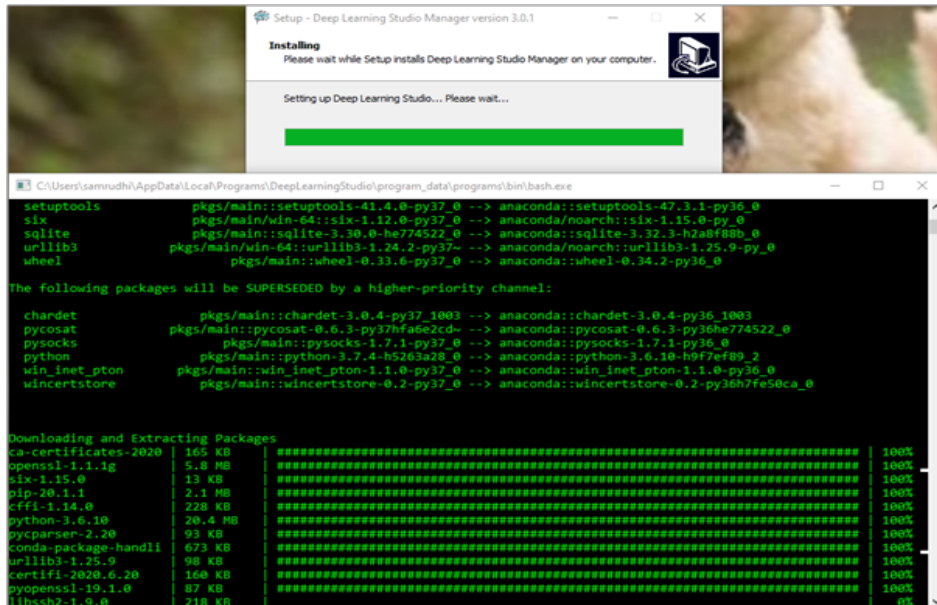 Setup - Deep Learning Studio Manager version 3.0.1
Installing
Please wait while Setup installs Deep Learning Studio Manager on your computer.
Setting up Deep Learning Studio... Please wait...
C:\Users\samrudhi\AppData\Local\Programs\DeepLearningStudio\program_data\programs\bin\bash.exe
setuptools pkgs/main::setuptools-41.4.0-py37_0 --> anaconda::setuptools-47.3.1-py36_0
six pkgs/main/win-64::six-1.12.0-py37_0 --> anaconda/noarch::six-1.15.0-py_0
sqlite pkgs/main::sqlite-3.30.0-he774522_0 --> anaconda::sqlite-3.32.3-h2a8f88b_0
urllib3 pkgs/main/win-64::urllib3-1.24.2-py37~ --> anaconda/noarch::urllib3-1.25.9-py_0
wheel pkgs/main::wheel-0.33.6-py37_0 --> anaconda::wheel-0.34.2-py36_0
The following packages will be SUPERSEDED by a higher-priority channel:
chardet pkgs/main::chardet-3.0.4-py37_1003 --> anaconda::chardet-3.0.4-py36_1003
pycosat pkgs/main::pycosat-0.6.3-py37hfa6e2cd~ --> anaconda::pycosat-0.6.3-py36he774522_0
pysocks pkgs/main::pysocks-1.7.1-py37_0 --> anaconda::pysocks-1.7.1-py36_0
python pkgs/main::python-3.7.4-h5263a28_0 --> anaconda::python-3.6.10-h9f7ef89_2
win_inet_pton pkgs/main::win_inet_pton-1.1.0-py37_0 --> anaconda::win_inet_pton-1.1.0-py36_0
wincertstore pkgs/main::wincertstore-0.2-py37_0 --> anaconda::wincertstore-0.2-py36h7fe50ca_0
Downloading and Extracting Packages
ca-certificates-2020 | 165 KB | ########################################################################## | 100%
openssl-1.1.1g | 5.8 MB | ########################################################################## | 100%
six-1.15.0 | 13 KB | ########################################################################## | 100%
pip-20.1.1 | 2.1 MB | ########################################################################## | 100%
cffi-1.14.0 | 228 KB | ########################################################################## | 100%
python-3.6.10 | 20.4 MB | ########################################################################## | 100%
pycparser-2.20 | 93 KB | ########################################################################## | 100%
conda-package-handli | 673 KB | ########################################################################## | 100%
urllib3-1.25.9 | 98 KB | ########################################################################## | 100%
certifi-2020.6.20 | 160 KB | ########################################################################## | 100%
pyopenssl-19.1.0 | 87 KB | ########################################################################## | 100%
libssh2-1.9.0 | 218 KB | | 0%